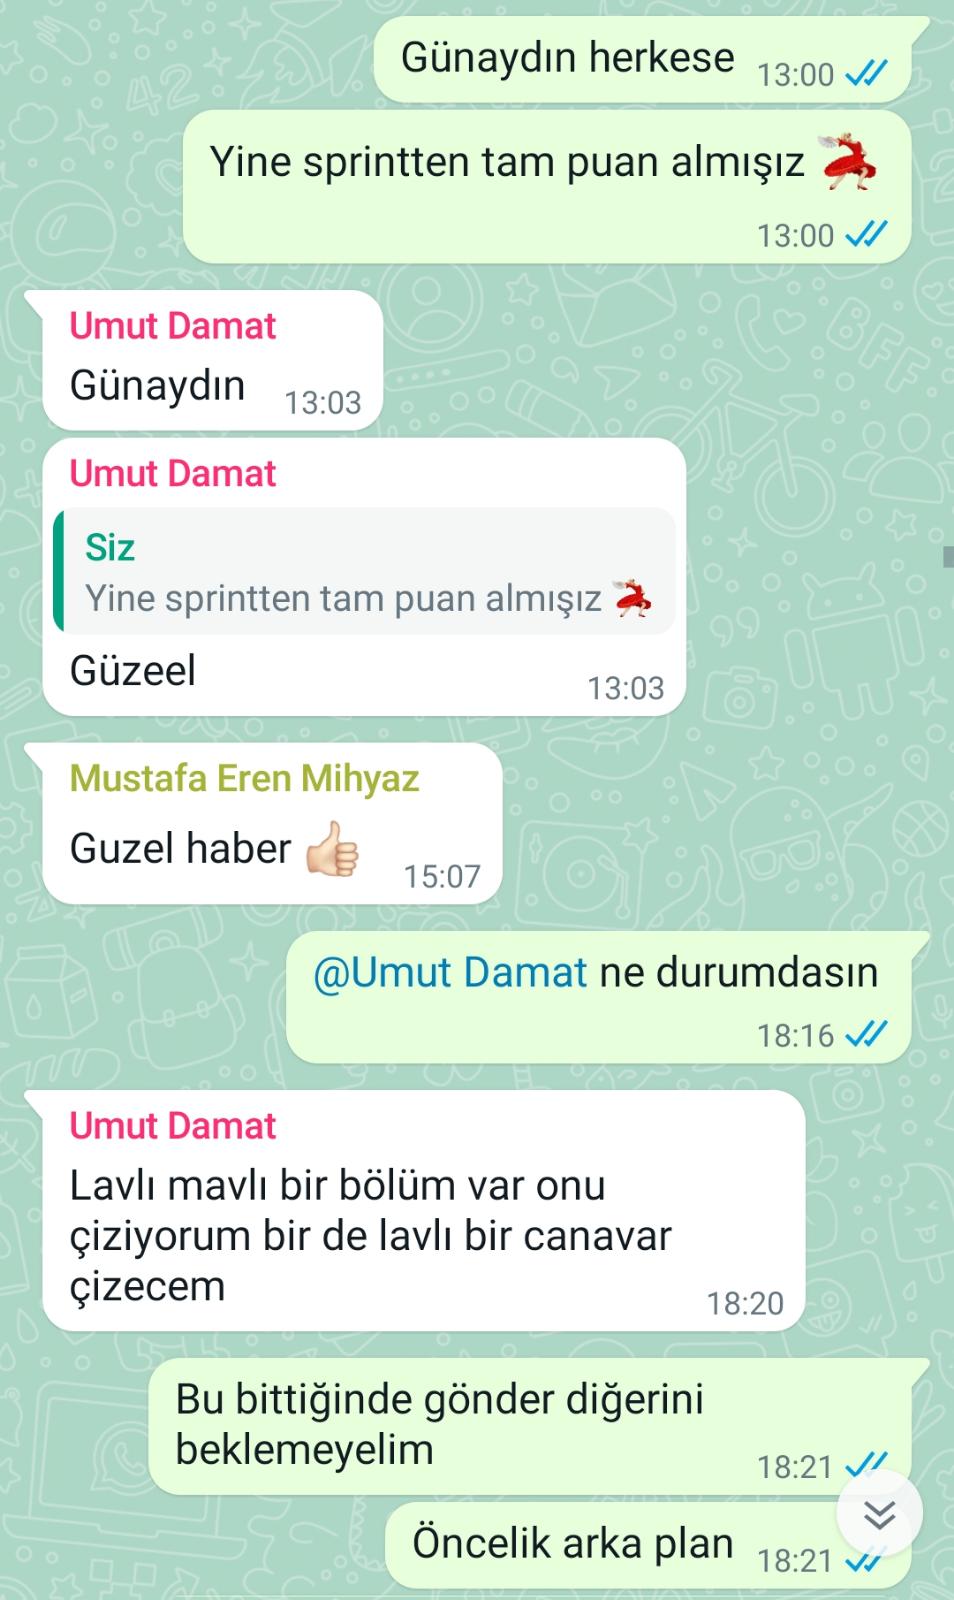 Günaydın herkese 13:00
Yine sprintten tam puan almışız 💃🏼
13:00
Umut Damat
Günaydın 13:03
Umut Damat
Siz
Yine sprintten tam puan almışız 💃🏼
Güzeel 13:03
Mustafa Eren Mihyaz
Guzel haber 👍🏻 15:07
@Umut Damat ne durumdasın
18:16
Umut Damat
Lavlı mavlı bir bölüm var onu
çiziyorum bir de lavlı bir canavar
çizecem 18:20
Bu bittiğinde gönder diğerini
beklemeyelim 18:21
Öncelik arka plan 18:21